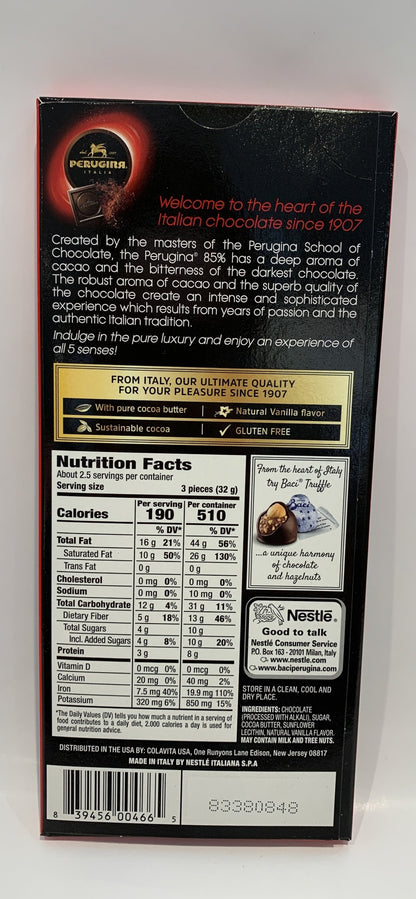 PERUGINA
ITALIA
Welcome to the heart of the
Italian chocolate since 1907
Created by the masters of the Perugina School of
Chocolate, the Perugina® 85% has a deep aroma of
cacao and the bitterness of the darkest chocolate.
The robust aroma of cacao and the superb quality of
the chocolate create an intense and sophisticated
experience which results from years of passion and the
authentic Italian tradition.
Indulge in the pure luxury and enjoy an experience of
all 5 senses!
FROM ITALY, OUR ULTIMATE QUALITY
FOR YOUR PLEASURE SINCE 1907
With pure cocoa butter
Natural Vanilla flavor
Sustainable cocoa
GLUTEN FREE
Nutrition Facts
About 2.5 servings per container
Serving size 3 pieces (32 g)
Per serving Per container
Calories 190 510
% DV* % DV*
Total Fat 16 g 21% 44 g 56%
Saturated Fat 10 g 50% 26 g 130%
Trans Fat 0 g 0 g
Cholesterol 0 mg 0% 0 mg 0%
Sodium 0 mg 0% 10 mg 0%
Total Carbohydrate 12 g 4% 31 g 11%
Dietary Fiber 5 g 18% 13 g 46%
Total Sugars 4 g 10 g
Incl. Added Sugars 4 g 8% 10 g 20%
Protein 3 g 8 g
Vitamin D 0 mcg 0% 0 mcg 0%
Calcium 20 mg 0% 40 mg 2%
Iron 7.5 mg 40% 19.9 mg 110%
Potassium 320 mg 6% 850 mg 15%
*The Daily Values (DV) tells you how much a nutrient in a serving of
food contributes to a daily diet. 2,000 calories a day is used for
general nutrition advice.
From the heart of Italy
try Baci® Truffle
Baci
...a unique harmony
of chocolate
and hazelnuts
Nestlé®
Good to talk
Nestlé Consumer Service
P.O. Box 163 - 20101 Milan, Italy
www.nestle.com
www.baciperugina.com
STORE IN A CLEAN, COOL AND
DRY PLACE.
INGREDIENTS: CHOCOLATE
(PROCESSED WITH ALKALI), SUGAR,
COCOA BUTTER, SUNFLOWER
LECITHIN, NATURAL VANILLA FLAVOR.
MAY CONTAIN MILK AND TREE NUTS.
DISTRIBUTED IN THE USA BY: COLAVITA USA, One Runyons Lane Edison, New Jersey 08817
MADE IN ITALY BY NESTLÉ ITALIANA S.P.A
8 39456 00466 5
83380848